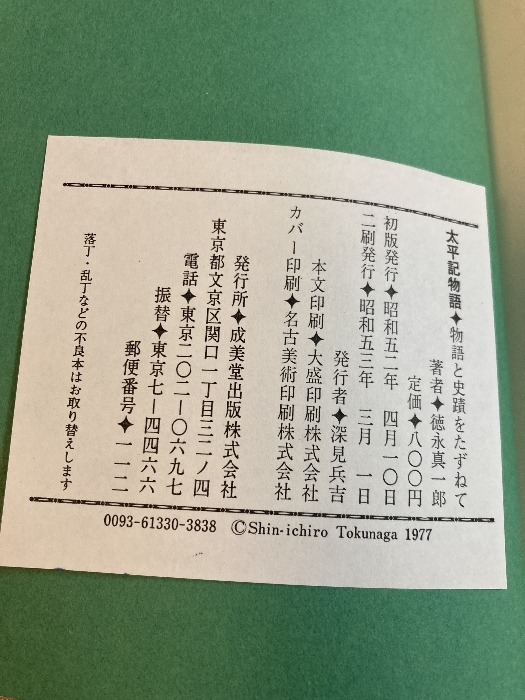 太平記物語✦物語と史蹟をたずねて
著者✦徳永真一郎
定価✦八〇〇円
初版発行✦昭和五二年 四月一〇日
二刷発行✦昭和五三年 三月 一日
発行者✦深見兵吉
本文印刷✦大盛印刷株式会社
カバー印刷✦名古美術印刷株式会社
発行所✦成美堂出版株式会社
東京都文京区関口一丁目三二ノ四
電話✦東京二〇二―〇六九七
振替✦東京七―四四六六
郵便番号✦一一二
落丁・乱丁などの不良本はお取り替えします
0093-61330-3838 ©Shin-ichiro Tokunaga 1977